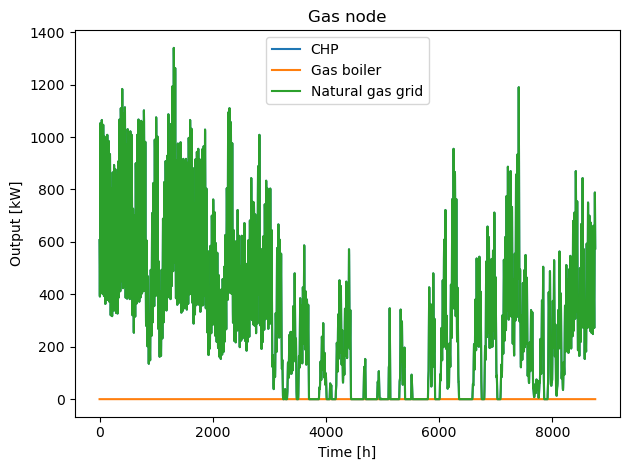 Gas node
1400
1200
1000
800
600
400
200
0
Output [kW]
CHP
Gas boiler
Natural gas grid
0
2000
4000
6000
8000
Time [h]